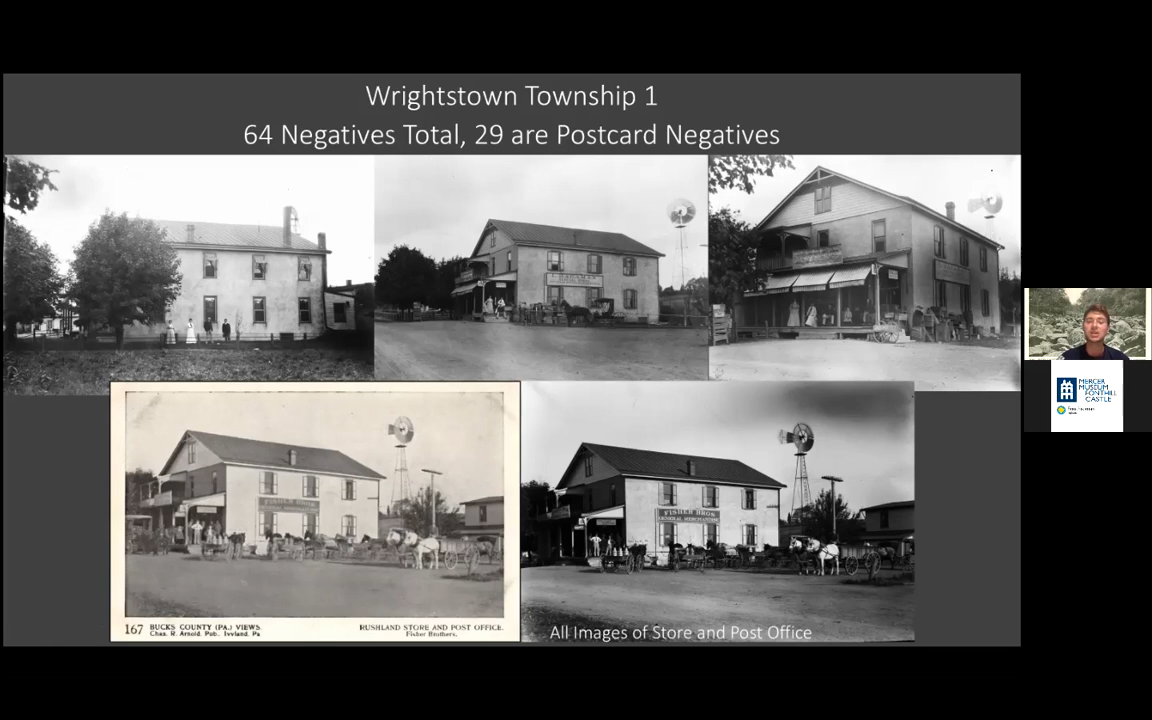 Wrightstown Township 1
64 Negatives Total, 29 are Postcard Negatives
FISHER BROS
GENERAL MERCHANDISE
167 BUCKS COUNTY (PA.) VIEWS.
Chas. R. Arnold, Pub., Ivyland, Pa
RUSHLAND STORE AND POST OFFICE.
Fisher Brothers.
All Images of Store and Post Office
MERCER
MUSEUM
FONTHILL
CASTLE